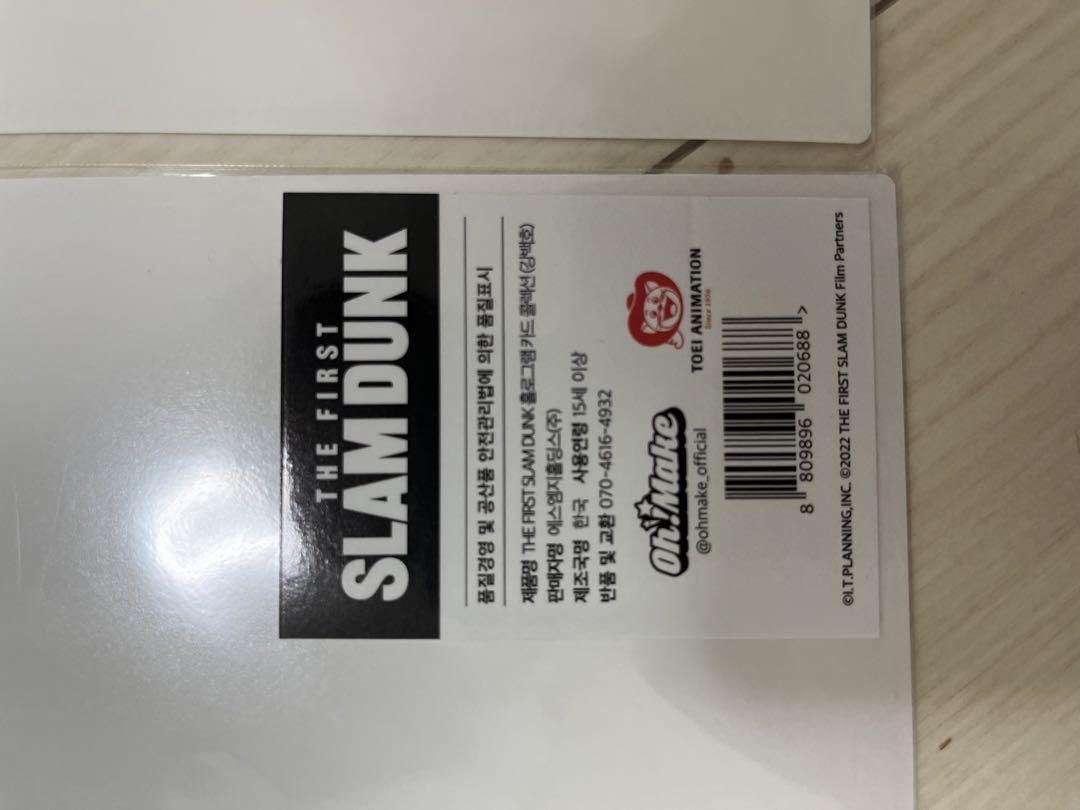 THE FIRST
SLAM DUNK
품질경영 및 공산품 안전관리법에 의한 품질표시
제품명 THE FIRST SLAM DUNK 홀로그램 카드 콜렉션 (강백호)
판매자명 에스엠지홀딩스(주)
제조국명 한국 사용연령 15세 이상
반품 및 교환 070-4616-4932
Oh!Make
@ohmake_official
TOEI ANIMATION
Since 1956
8 809896 020688 >
©I.T.PLANNING,INC. ©2022 THE FIRST SLAM DUNK Film Partners